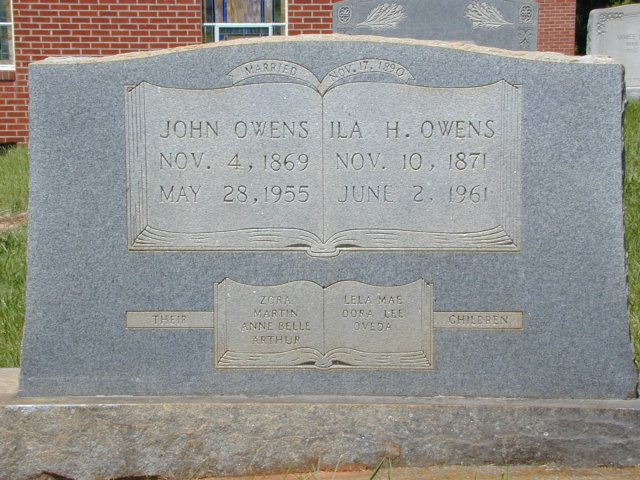 MARRIED NOV. 17, 1890
JOHN OWENS
NOV. 4, 1869
MAY 28, 1955
ILA H. OWENS
NOV. 10, 1871
JUNE 2, 1961
THEIR
ZORA
MARTIN
ANNE BELLE
ARTHUR
LELA MAE
DORA LEE
OVEDA
CHILDREN